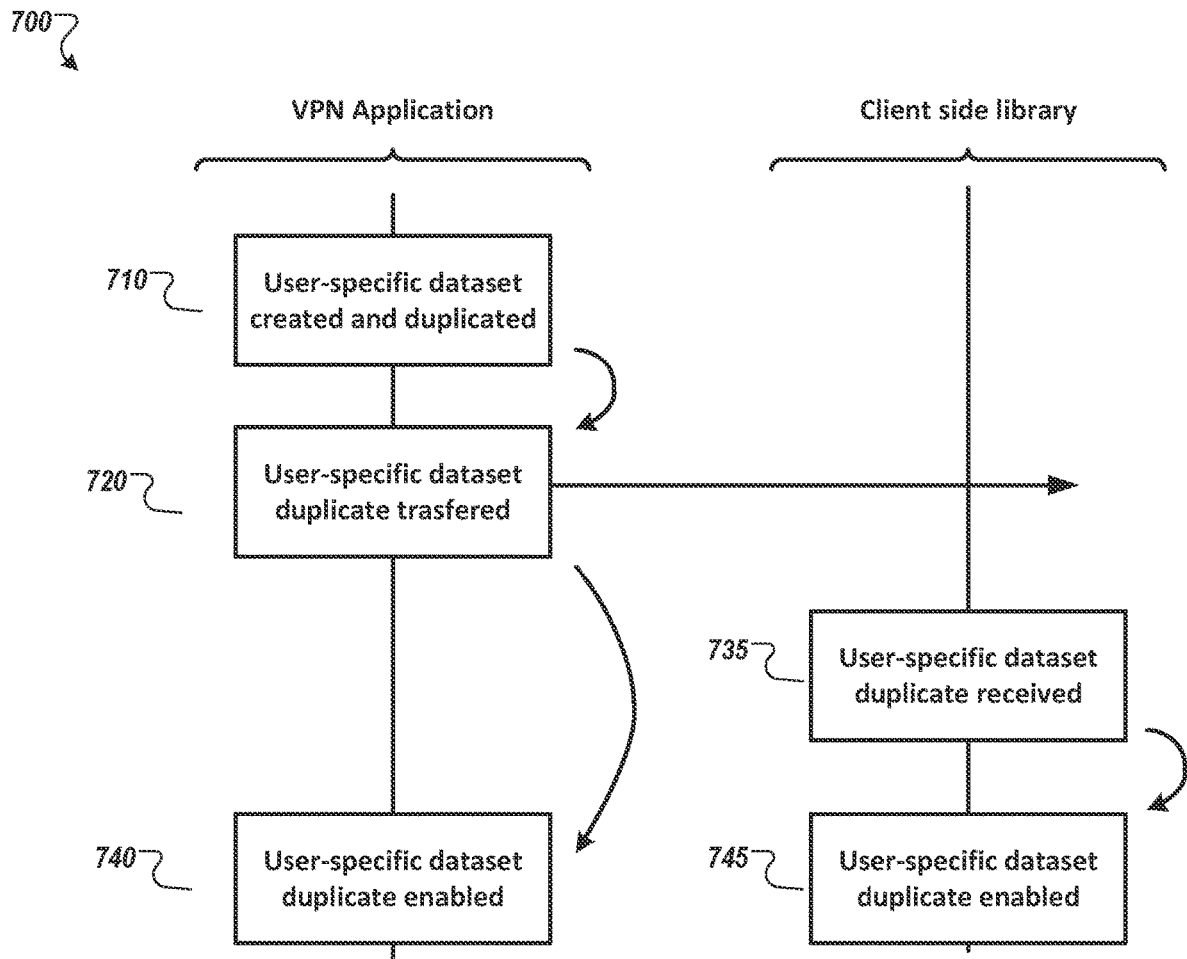 700
VPN Application
Client side library
710
User-specific dataset
created and duplicated
720
User-specific dataset
duplicate trasfered
735
User-specific dataset
duplicate received
740
User-specific dataset
duplicate enabled
745
User-specific dataset
duplicate enabled